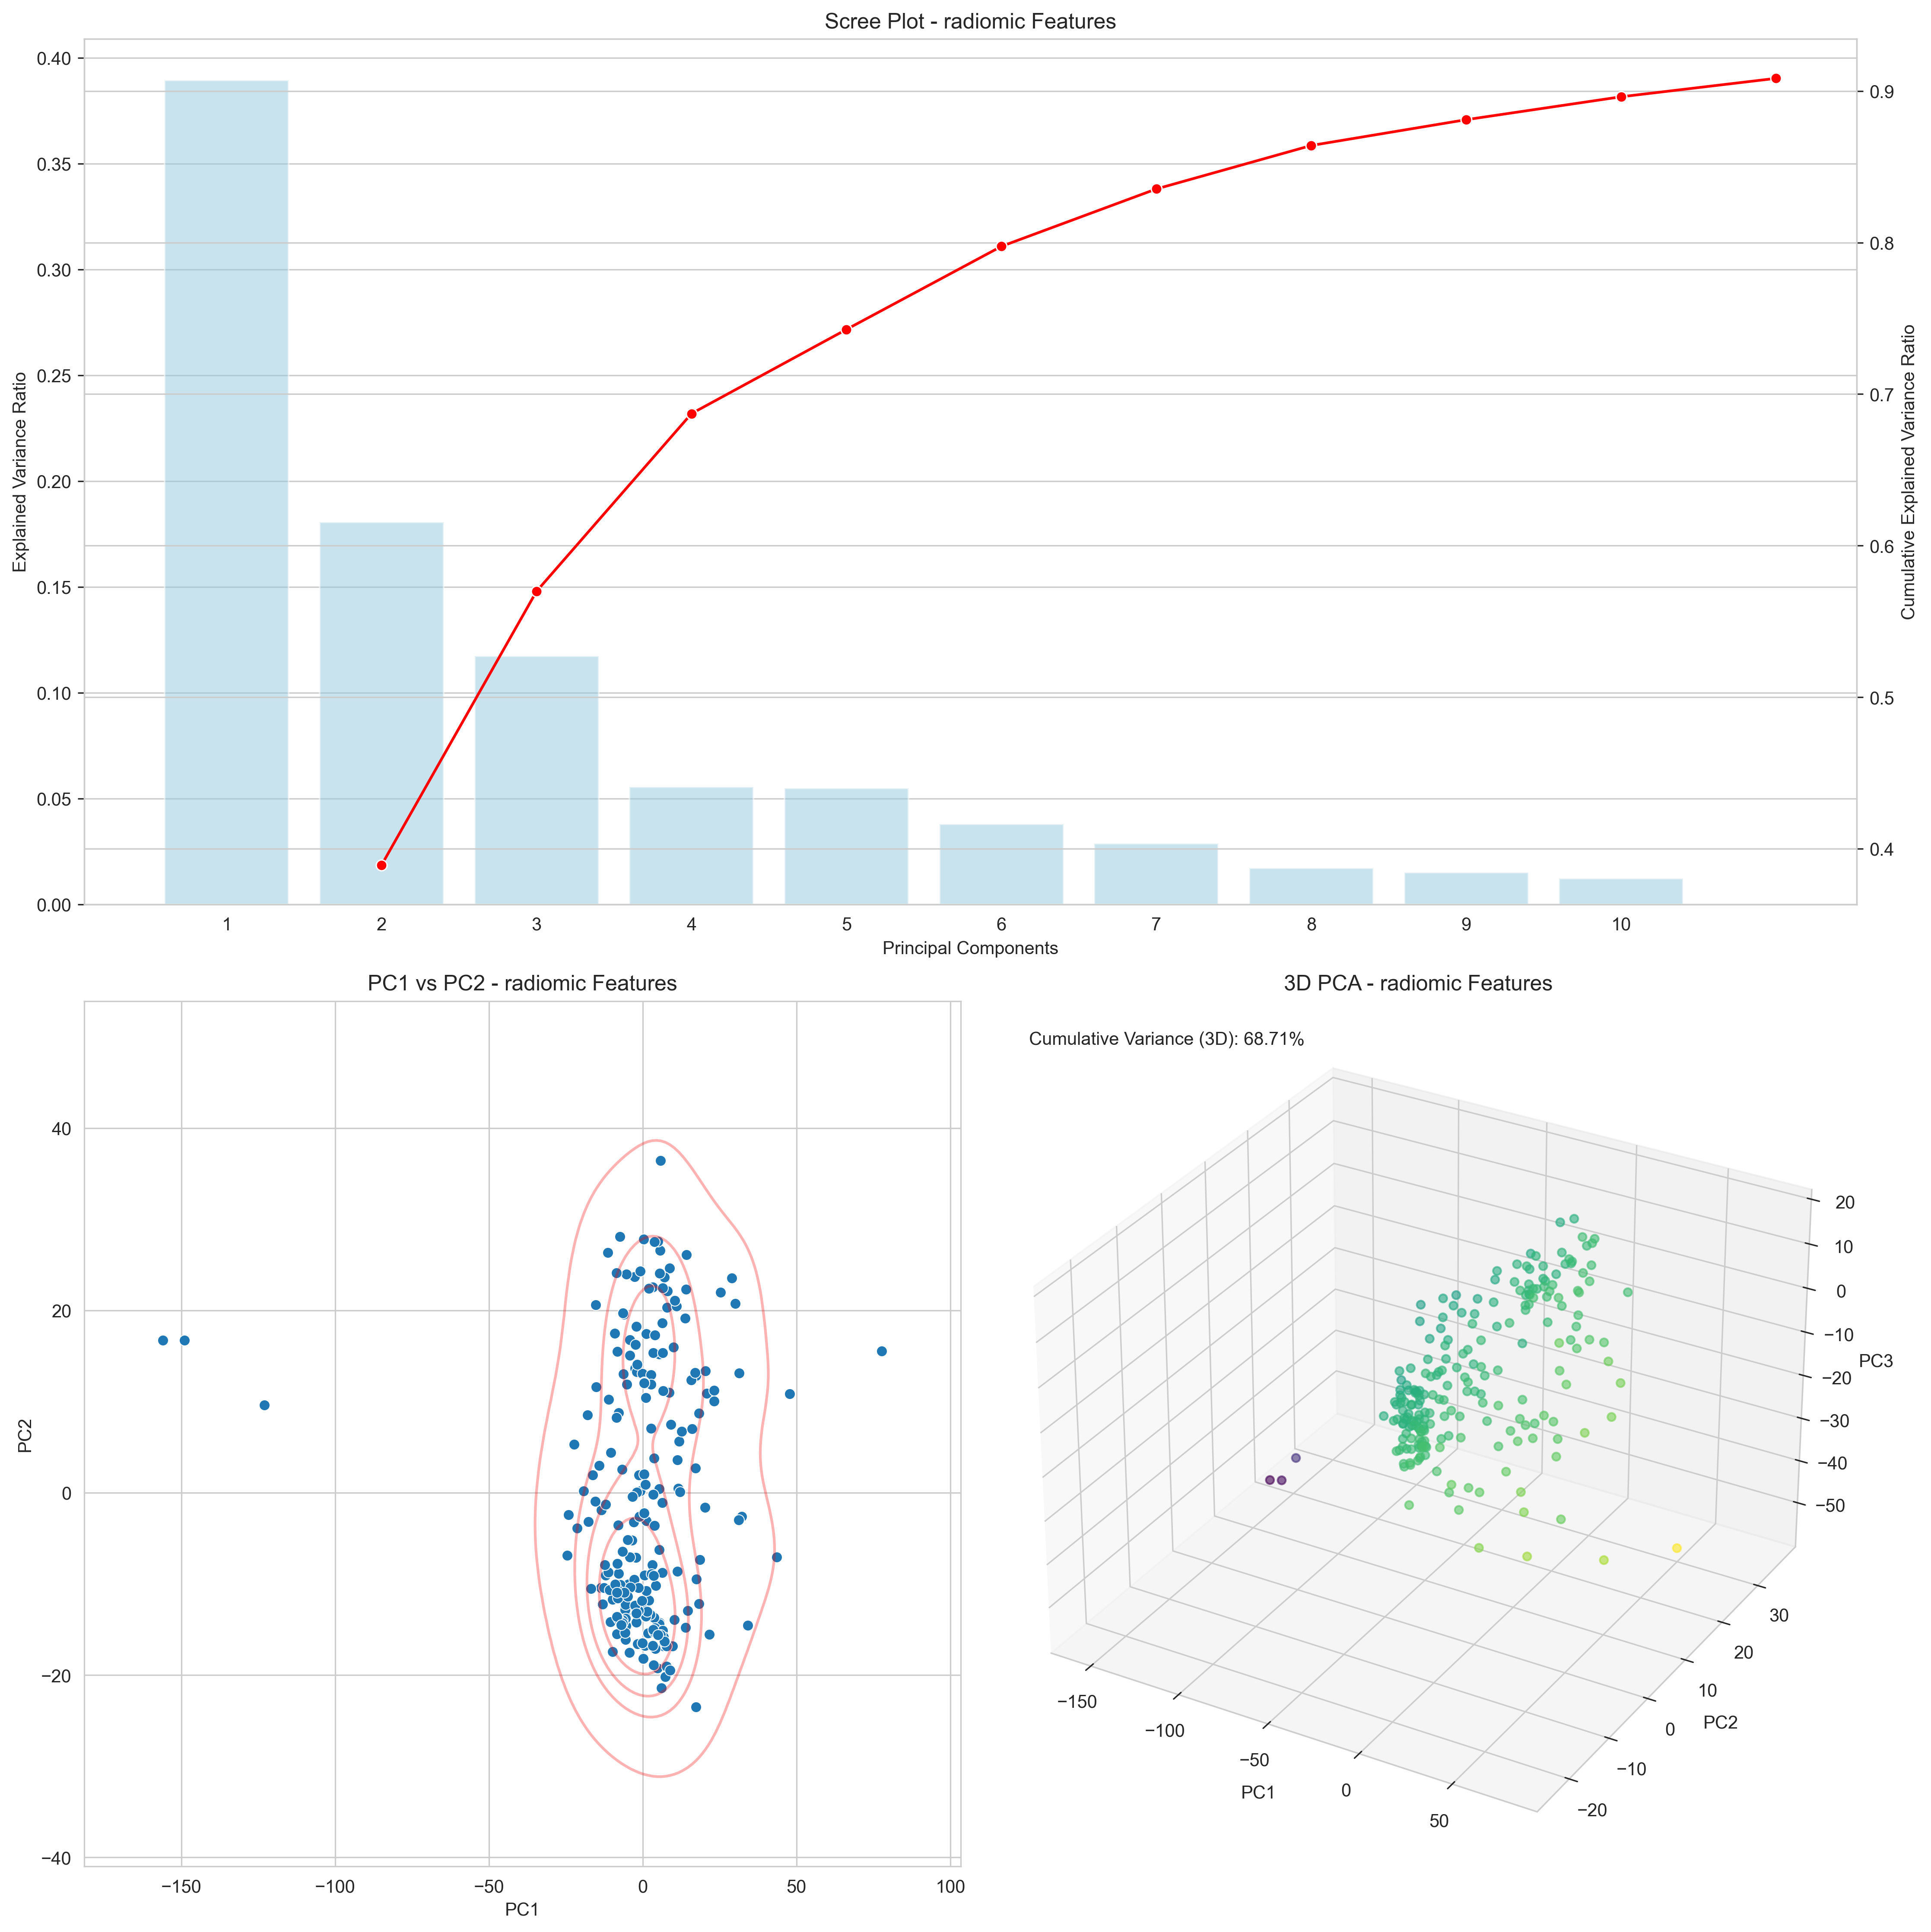 Scree Plot - radiomic Features
0.40
0.35
0.30
0.25
0.20
0.15
0.10
0.05
0.00
Explained Variance Ratio
0.9
0.8
0.7
0.6
0.5
0.4
Cumulative Explained Variance Ratio
1 2 3 4 5 6 7 8 9 10
Principal Components
PC1 vs PC2 - radiomic Features
40
20
0
−20
−40
PC2
−150 −100 −50 0 50 100
PC1
3D PCA - radiomic Features
Cumulative Variance (3D): 68.71%
20
10
0
−10
−20
−30
−40
−50
PC3
30
20
10
0
−10
−20
PC2
−150
−100
−50
0
50
PC1